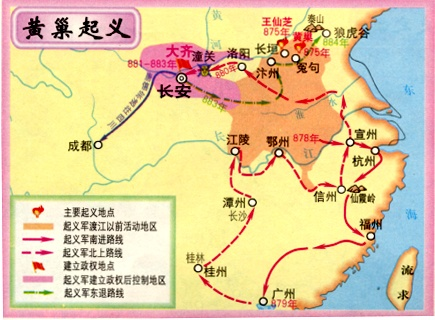 黄巢起义
泰山
王仙芝
875年
黄巢
875年
狼虎谷
884年
长垣
冤句
大齐
881–883年
潼关
洛阳
880年
汴州
长安
883年
淮
东
海
成都
长
江
江陵
鄂州
878年
宣州
杭州
信州
仙霞岭
潭州
长沙
福州
桂林
桂州
广州
879年
流求
主要起义地点
起义军渡江以前活动地区
起义军南进路线
起义军北上路线
建立政权地点
起义军建立政权后控制地区
起义军东退路线